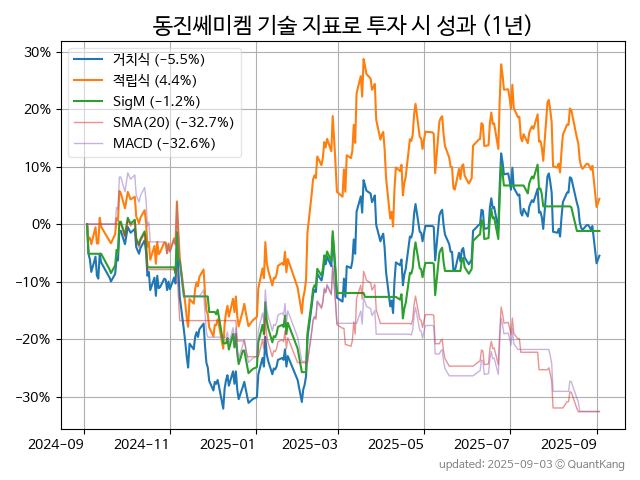 동진쎄미켐 기술 지표로 투자 시 성과 (1년)
30%
20%
10%
0%
−10%
−20%
−30%
거치식 (−5.5%)
적립식 (4.4%)
SigM (−1.2%)
SMA(20) (−32.7%)
MACD (−32.6%)
2024-09
2024-11
2025-01
2025-03
2025-05
2025-07
2025-09
updated: 2025-09-03 ⓒ QuantKang